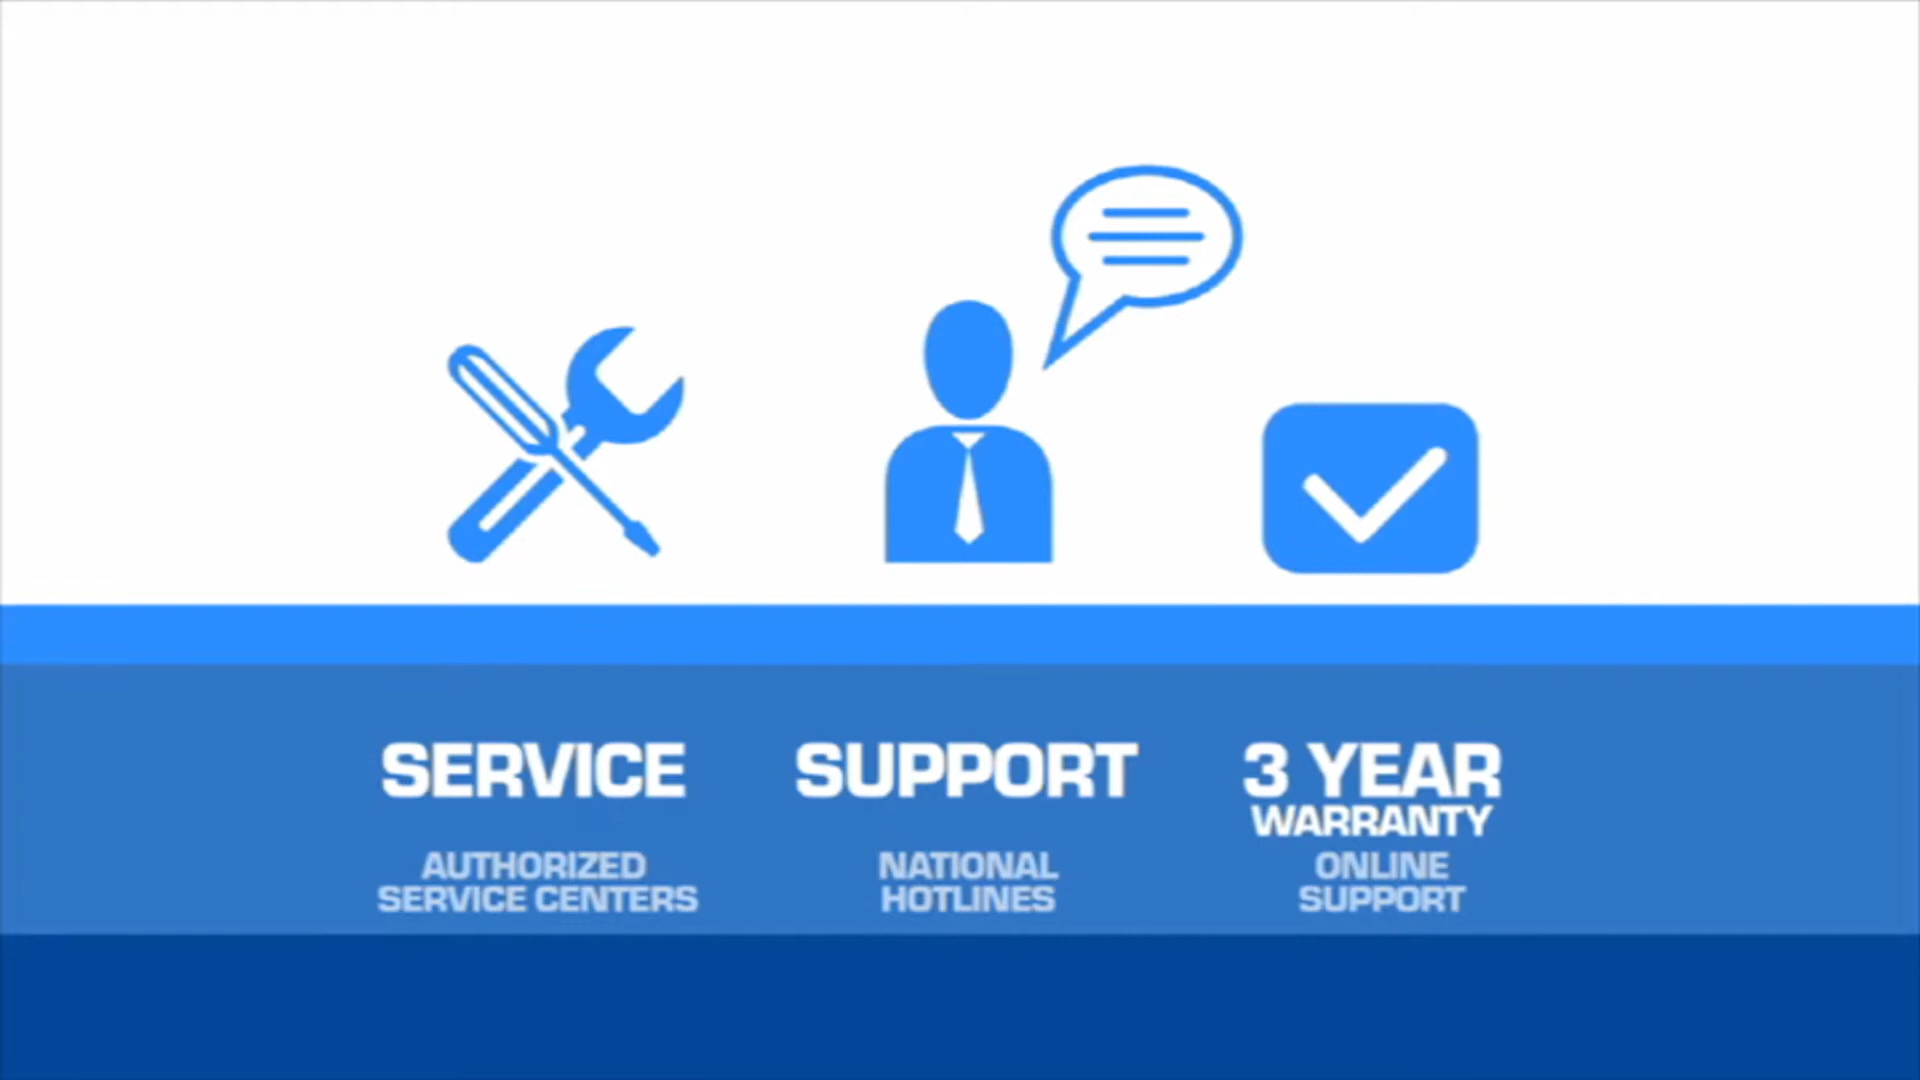 SERVICE
AUTHORIZED
SERVICE CENTERS
SUPPORT
NATIONAL
HOTLINES
3 YEAR
WARRANTY
ONLINE
SUPPORT